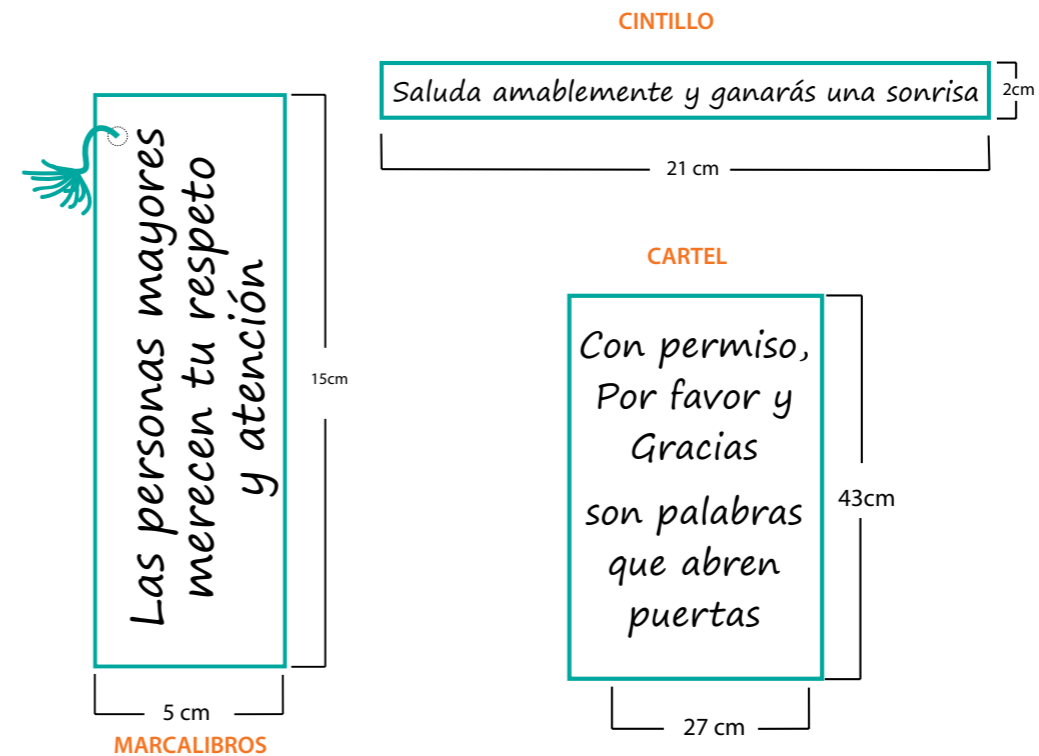 CINTILLO
Saluda amablemente y ganarás una sonrisa
2cm
21 cm
Las personas mayores
merecen tu respeto
y atención
15cm
5 cm
MARCALIBROS
CARTEL
Con permiso,
Por favor y
Gracias
son palabras
que abren
puertas
43cm
27 cm